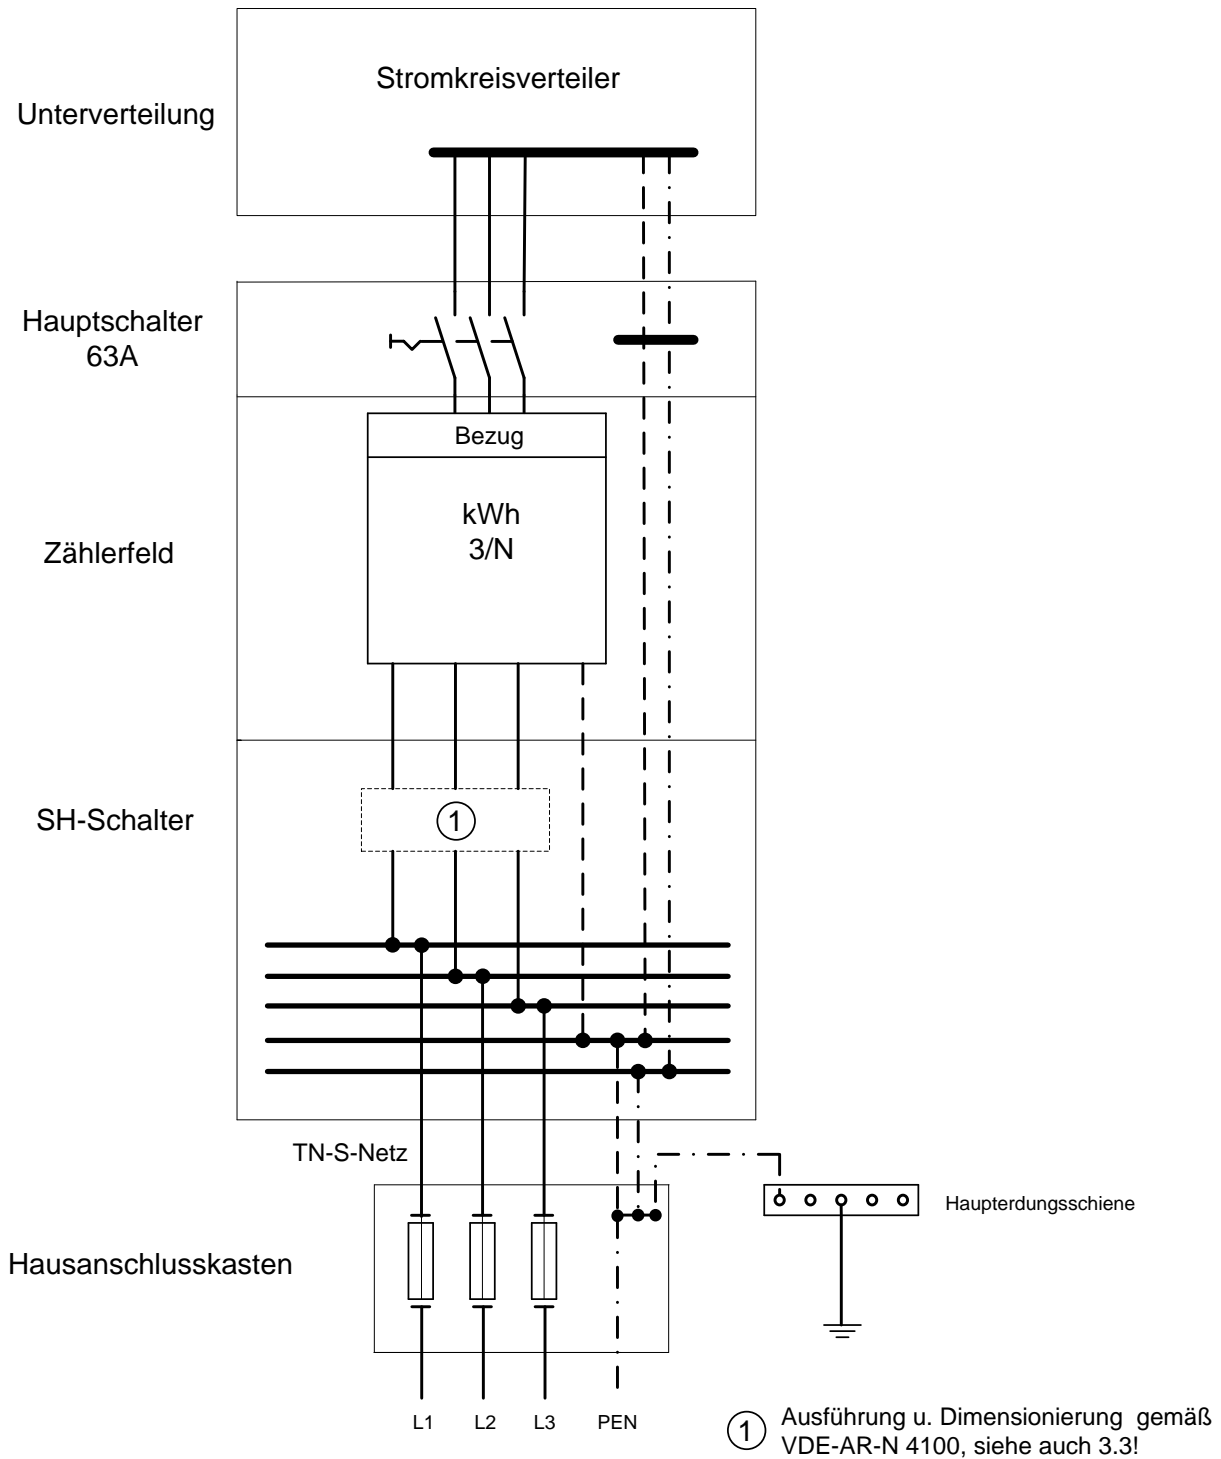 Stromkreisverteiler
Unterverteilung
Hauptschalter
63A
Bezug
kWh
3/N
Zählerfeld
SH-Schalter
1
TN-S-Netz
Haupterdungsschiene
Hausanschlusskasten
L1
L2
L3
PEN
1
Ausführung u. Dimensionierung gemäß
VDE-AR-N 4100, siehe auch 3.3!